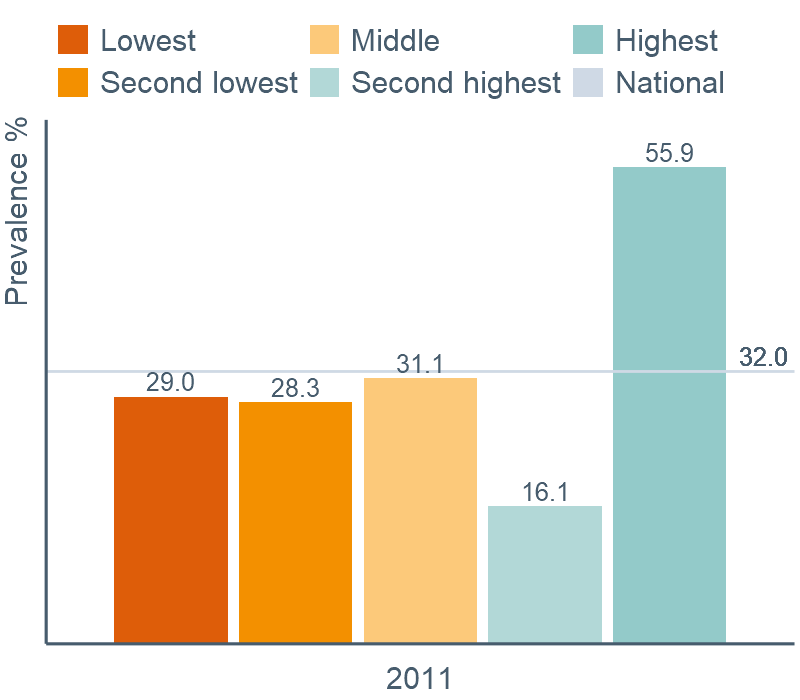 Lowest Middle Highest
Second lowest Second highest National
Prevalence %
55.9
32.0
31.1
29.0
28.3
16.1
2011